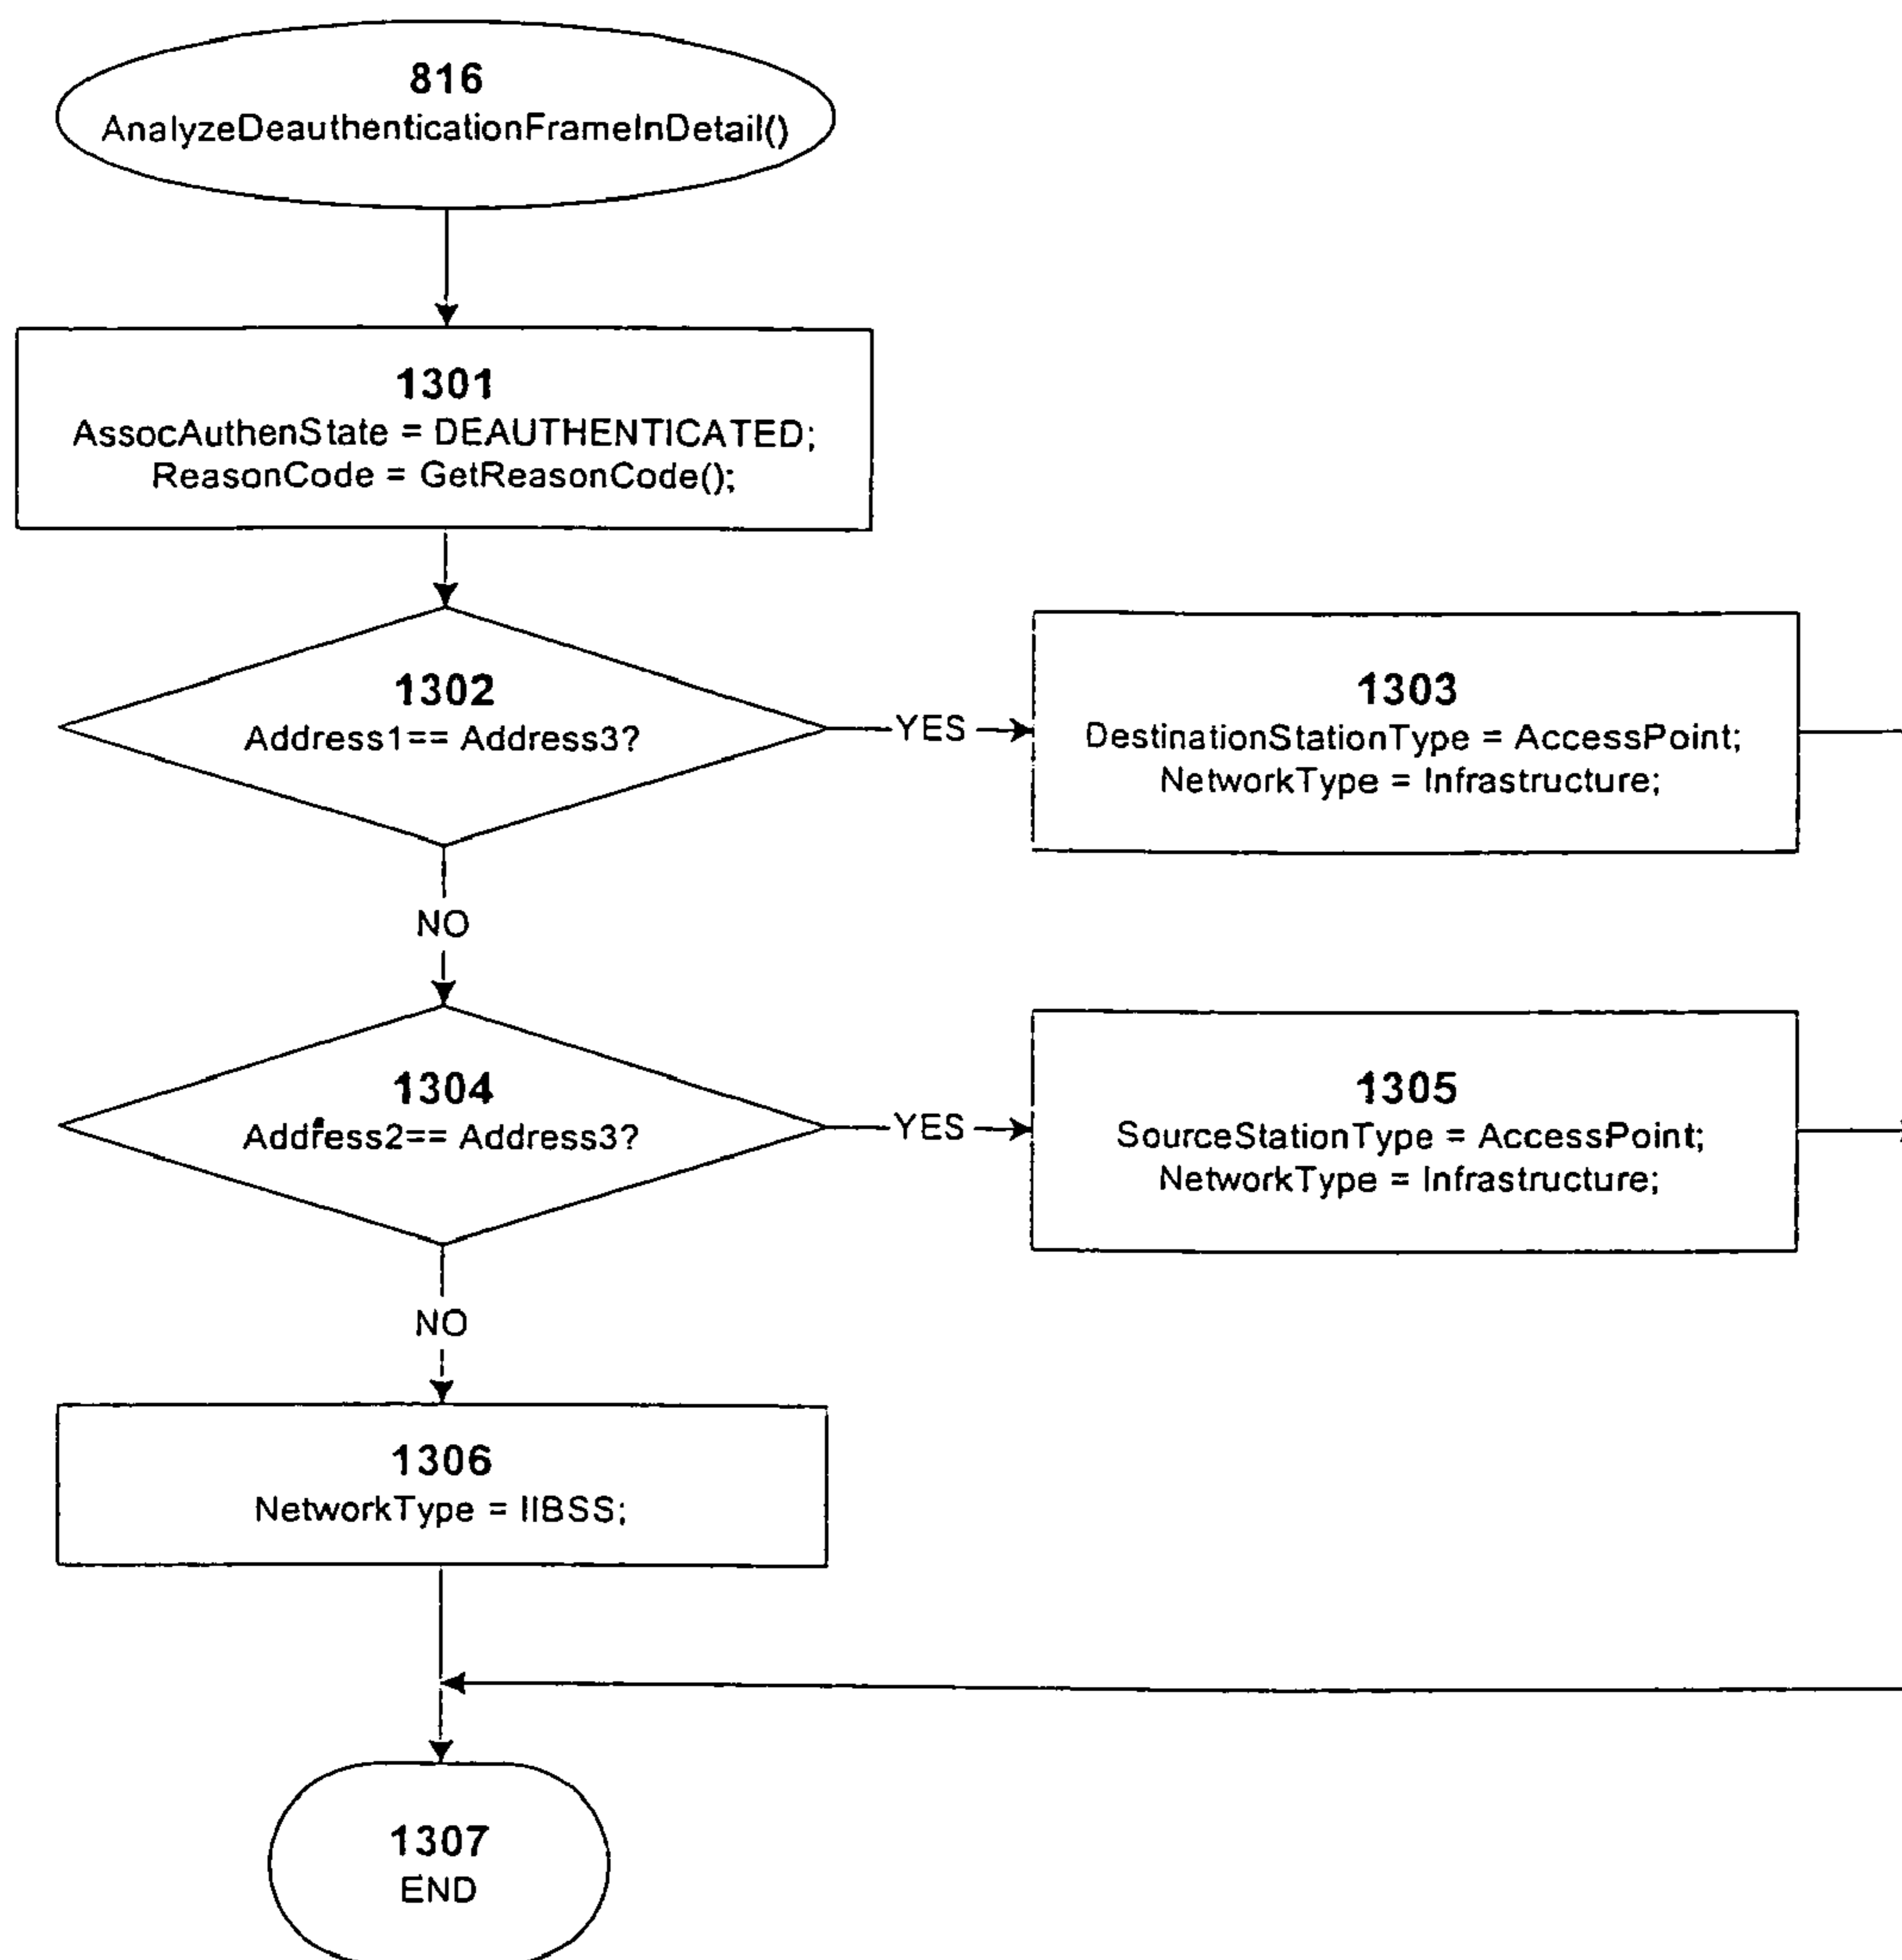 816
AnalyzeDeauthenticationFrameInDetail()
1301
AssocAuthenState = DEAUTHENTICATED;
ReasonCode = GetReasonCode();
1302
Address1== Address3?
YES
1303
DestinationStationType = AccessPoint;
NetworkType = Infrastructure;
NO
1304
Address2== Address3?
YES
1305
SourceStationType = AccessPoint;
NetworkType = Infrastructure;
NO
1306
NetworkType = IIBSS;
1307
END